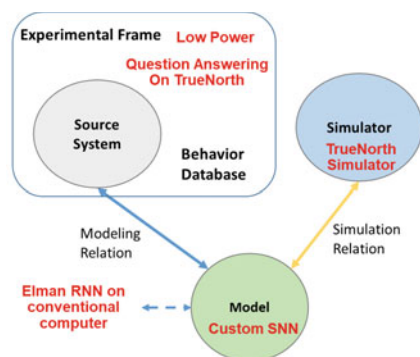 Experimental Frame
Low Power
Question Answering
On TrueNorth
Source
System
Behavior
Database
Simulator
TrueNorth
Simulator
Modeling
Relation
Simulation
Relation
Elman RNN on
conventional
computer
Model
Custom SNN